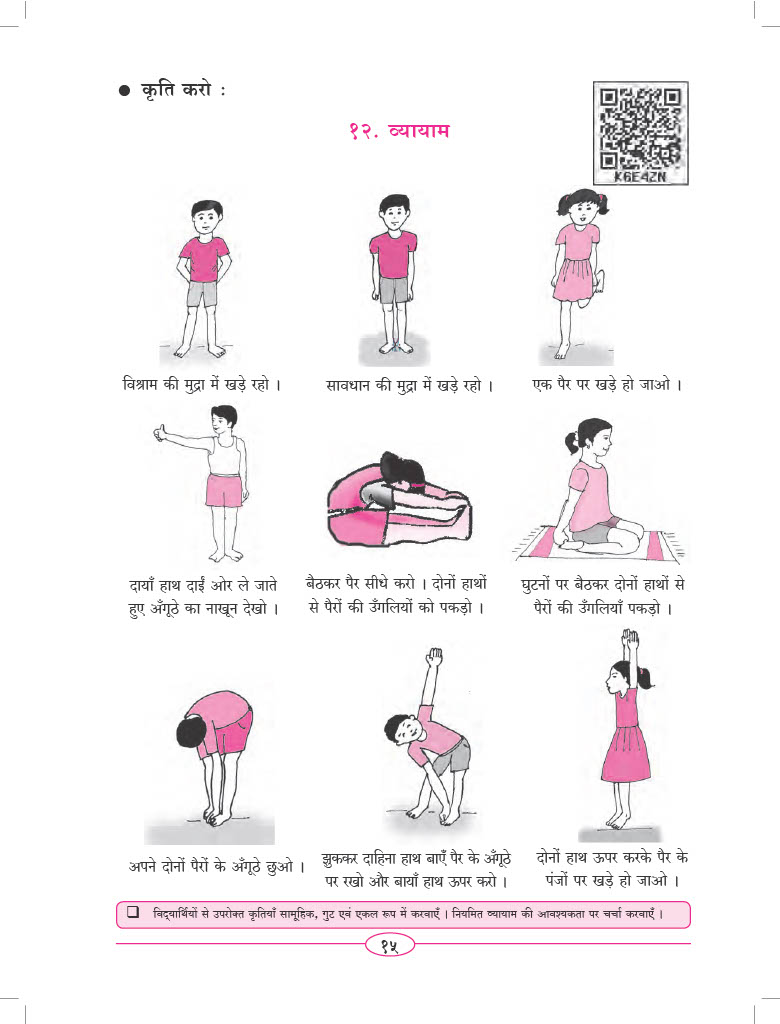 ● कृति करो :
१२. व्यायाम
K6E4ZN
विश्राम की मुद्रा में खड़े रहो ।
सावधान की मुद्रा में खड़े रहो ।
एक पैर पर खड़े हो जाओ ।
दायाँ हाथ दाईं ओर ले जाते
हुए अँगूठे का नाखून देखो ।
बैठकर पैर सीधे करो । दोनों हाथों
से पैरों की उँगलियों को पकड़ो ।
घुटनों पर बैठकर दोनों हाथों से
पैरों की उँगलियाँ पकड़ो ।
अपने दोनों पैरों के अँगूठे छुओ ।
झुककर दाहिना हाथ बाएँ पैर के अँगूठे
पर रखो और बायाँ हाथ ऊपर करो ।
दोनों हाथ ऊपर करके पैर के
पंजों पर खड़े हो जाओ ।
❑ विद्यार्थियों से उपरोक्त कृतियाँ सामूहिक, गुट एवं एकल रूप में करवाएँ । नियमित व्यायाम की आवश्यकता पर चर्चा करवाएँ ।
१५